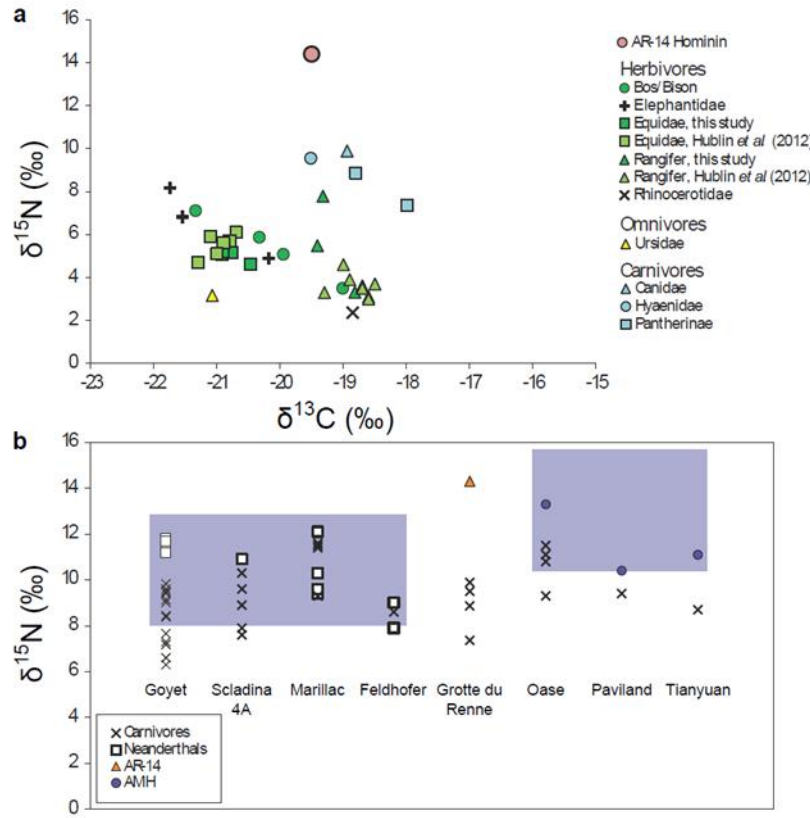 a
16
14
12
10
8
6
4
2
0
δ15N (‰)
-23 -22 -21 -20 -19 -18 -17 -16 -15
δ13C (‰)
AR-14 Hominin
Herbivores
Bos/Bison
Elephantidae
Equidae, this study
Equidae, Hublin et al (2012)
Rangifer, this study
Rangifer, Hublin et al (2012)
Rhinocerotidae
Omnivores
Ursidae
Carnivores
Canidae
Hyaenidae
Pantherinae
b
16
14
12
10
8
6
4
2
0
δ15N (‰)
Goyet Scladina Marillac Feldhofer Grotte du Oase Paviland Tianyuan
4A Renne
Carnivores
Neanderthals
AR-14
AMH